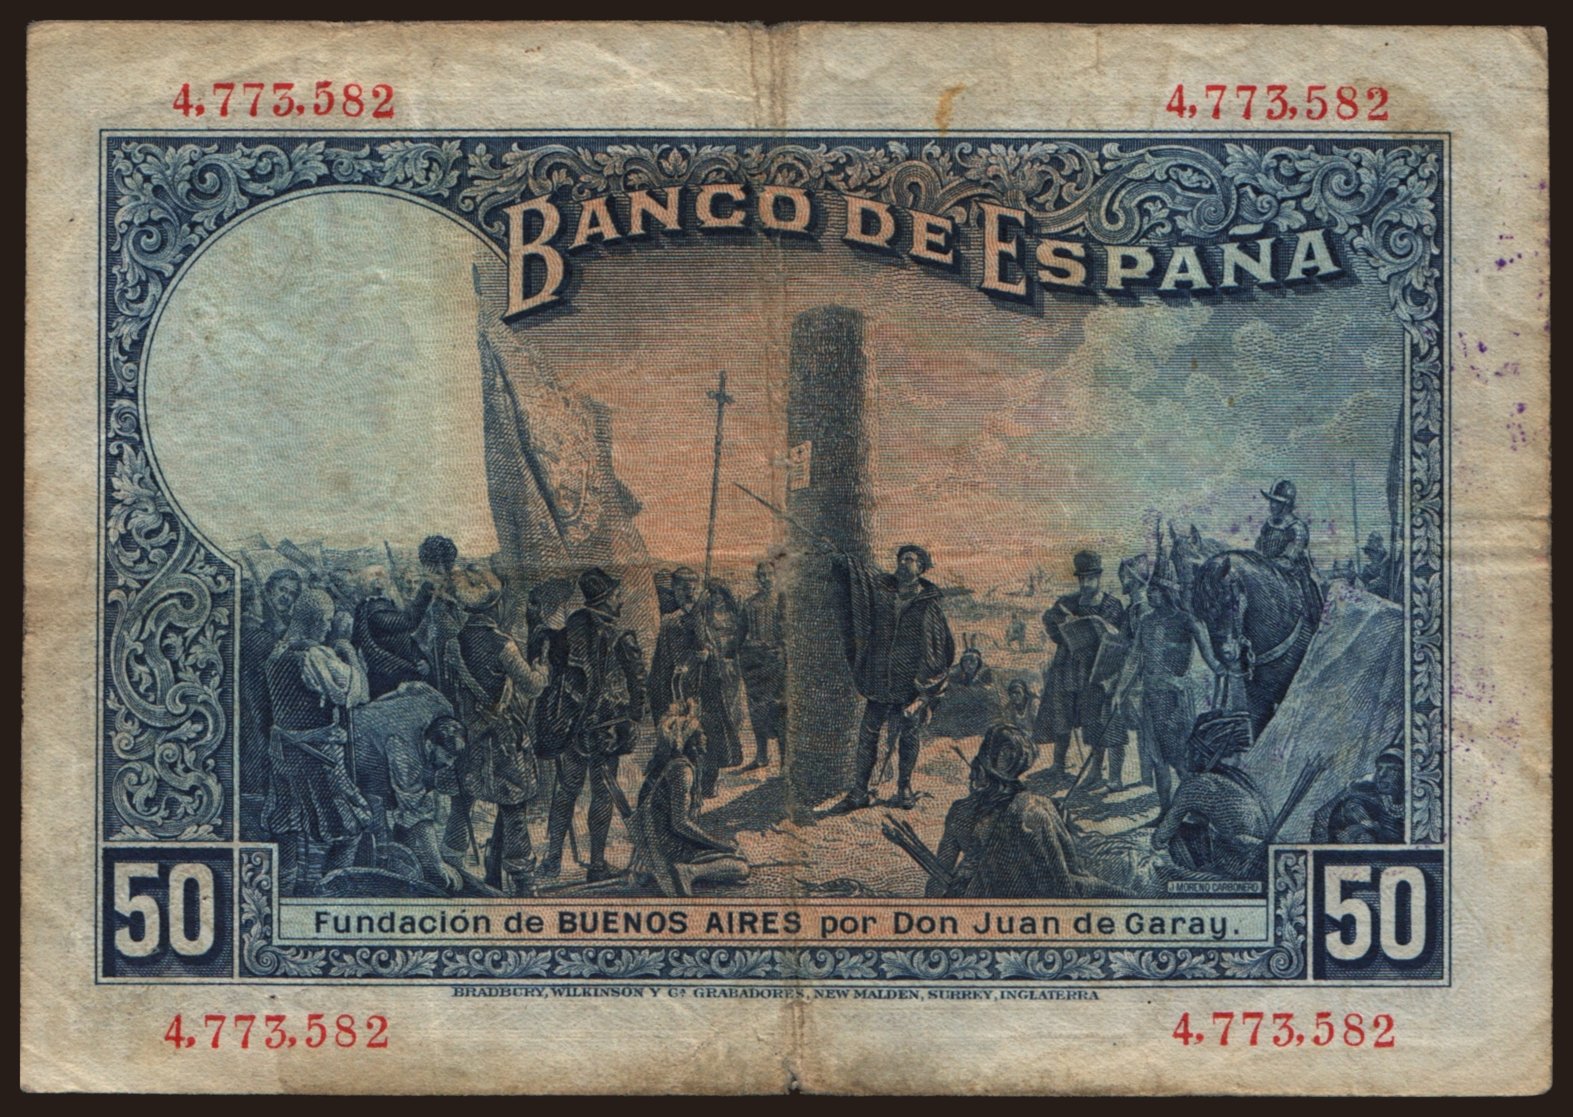 4,773,582 4,773,582
BANCO DE ESPAÑA
J MORENO CARBONERO
50 Fundación de BUENOS AIRES por Don Juan de Garay. 50
BRADBURY, WILKINSON Y Cª GRABADORES, NEW MALDEN, SURREY, INGLATERRA
4,773,582 4,773,582